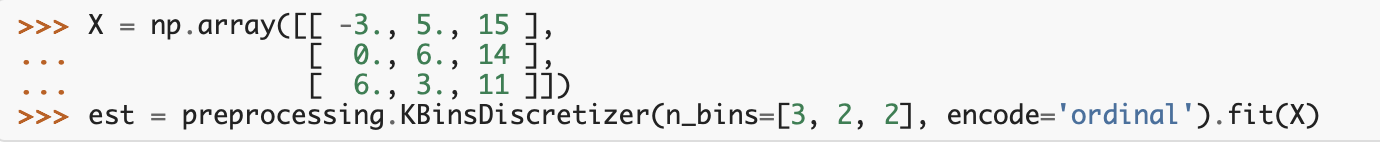 >>> X = np.array([[ -3., 5., 15 ],
... [ 0., 6., 14 ],
... [ 6., 3., 11 ]])
>>> est = preprocessing.KBinsDiscretizer(n_bins=[3, 2, 2], encode='ordinal').fit(X)